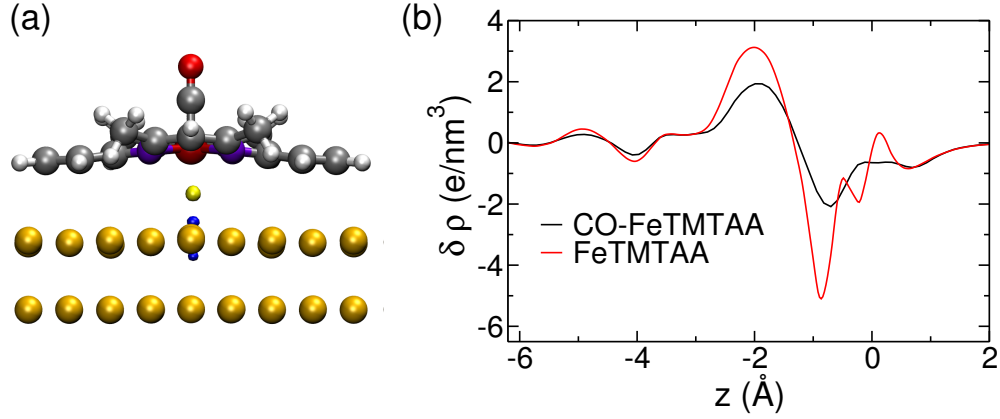 (a)
(b)
δ ρ (e/nm³)
4
2
0
-2
-4
-6
CO-FeTMTAA
FeTMTAA
-6 -4 -2 0 2
z (Å)